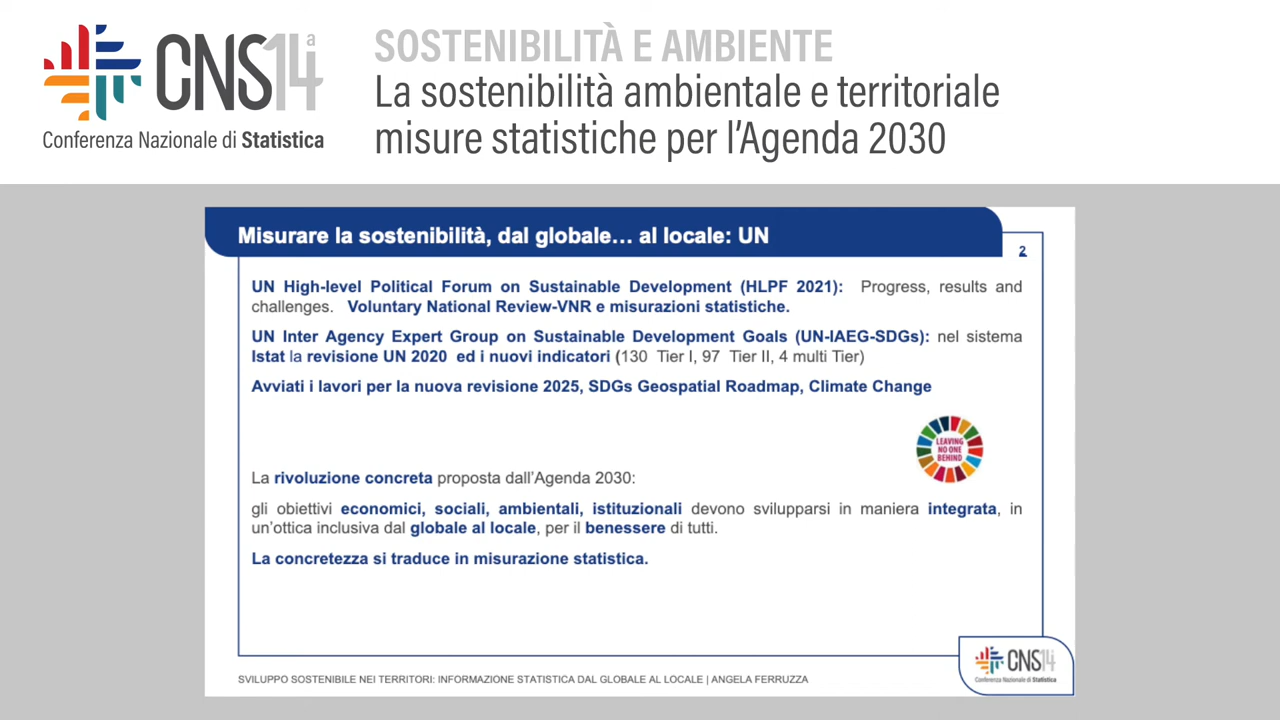 CNS14a
Conferenza Nazionale di Statistica
SOSTENIBILITÀ E AMBIENTE
La sostenibilità ambientale e territoriale
misure statistiche per l'Agenda 2030
Misurare la sostenibilità, dal globale… al locale: UN
2
UN High-level Political Forum on Sustainable Development (HLPF 2021): Progress, results and
challenges. Voluntary National Review-VNR e misurazioni statistiche.
UN Inter Agency Expert Group on Sustainable Development Goals (UN-IAEG-SDGs): nel sistema
Istat la revisione UN 2020 ed i nuovi indicatori (130 Tier I, 97 Tier II, 4 multi Tier)
Avviati i lavori per la nuova revisione 2025, SDGs Geospatial Roadmap, Climate Change
LEAVING
NO ONE
BEHIND
La rivoluzione concreta proposta dall'Agenda 2030:
gli obiettivi economici, sociali, ambientali, istituzionali devono svilupparsi in maniera integrata, in
un'ottica inclusiva dal globale al locale, per il benessere di tutti.
La concretezza si traduce in misurazione statistica.
SVILUPPO SOSTENIBILE NEI TERRITORI: INFORMAZIONE STATISTICA DAL GLOBALE AL LOCALE | ANGELA FERRUZZA
CNS14a
Conferenza Nazionale di Statistica